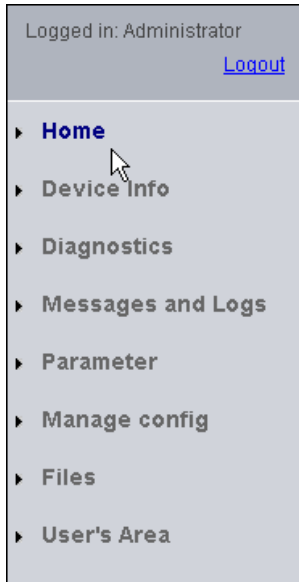 Logged in: Administrator
Logout
Home
Device Info
Diagnostics
Messages and Logs
Parameter
Manage config
Files
User's Area